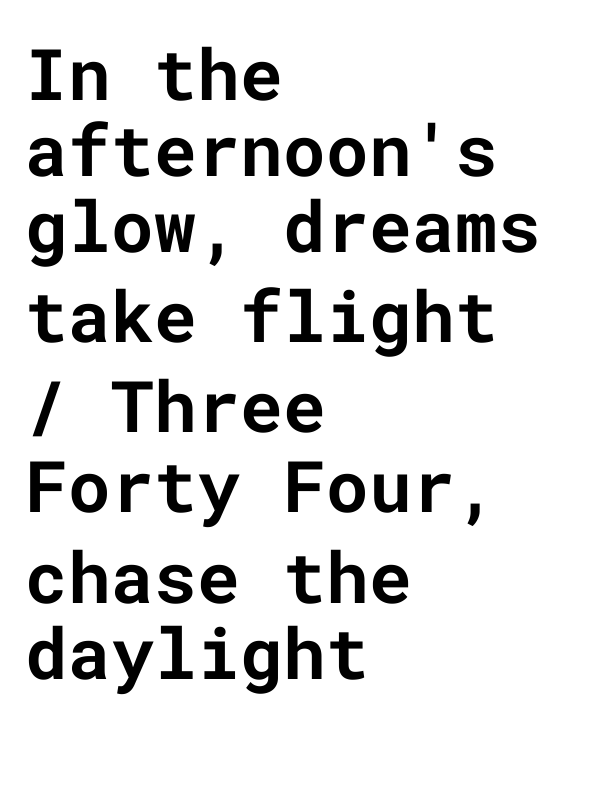 In the
afternoon's
glow, dreams
take flight
/ Three
Forty Four,
chase the
daylight